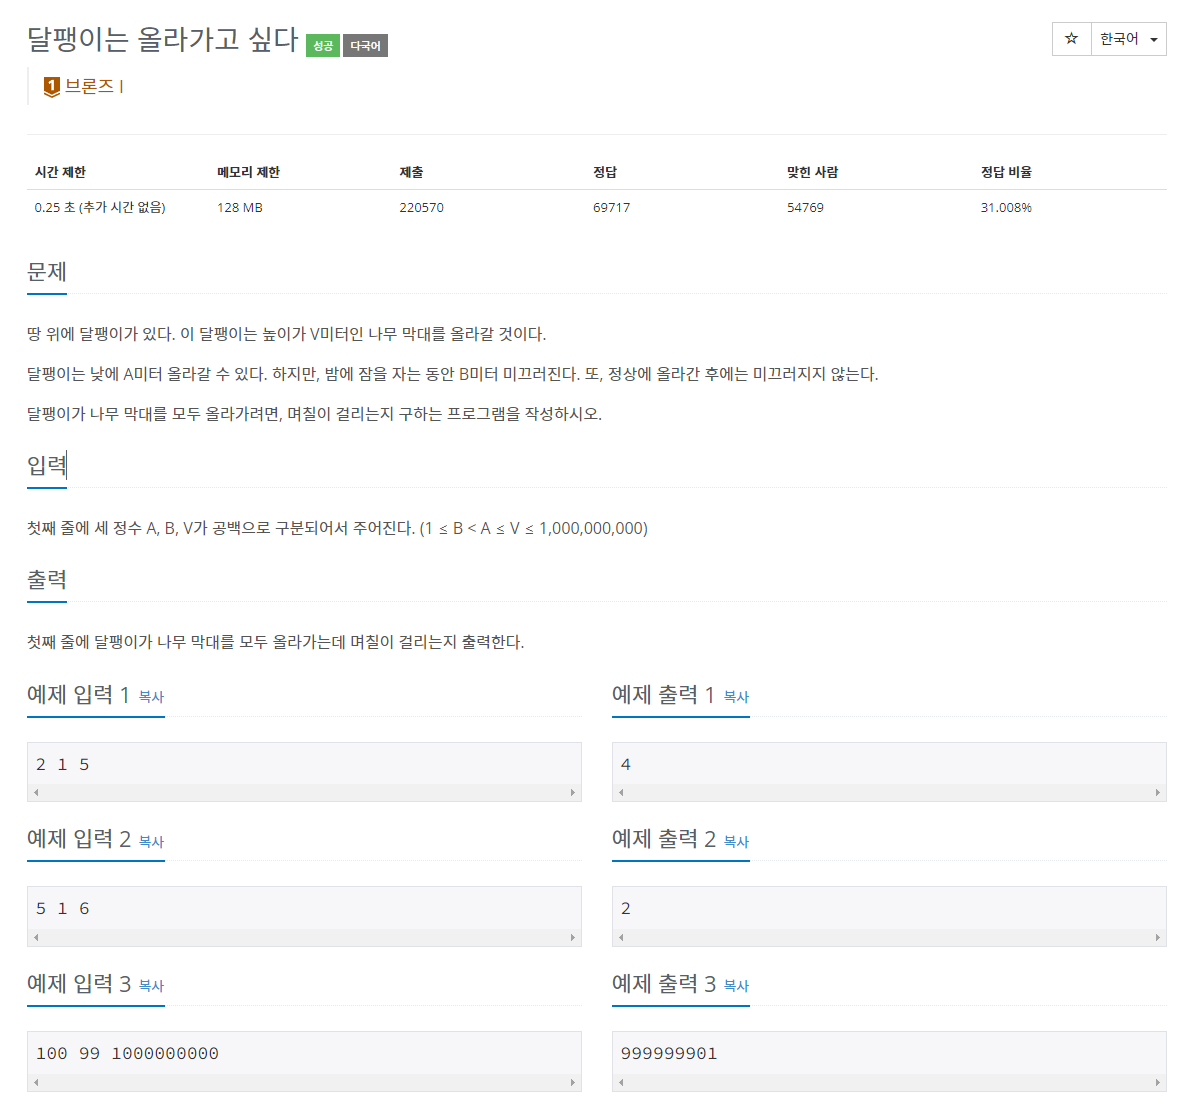 달팽이는 올라가고 싶다 성공 다국어
☆ 한국어
1 브론즈 I
시간 제한 메모리 제한 제출 정답 맞힌 사람 정답 비율
0.25 초 (추가 시간 없음) 128 MB 220570 69717 54769 31.008%
문제
땅 위에 달팽이가 있다. 이 달팽이는 높이가 V미터인 나무 막대를 올라갈 것이다.
달팽이는 낮에 A미터 올라갈 수 있다. 하지만, 밤에 잠을 자는 동안 B미터 미끄러진다. 또, 정상에 올라간 후에는 미끄러지지 않는다.
달팽이가 나무 막대를 모두 올라가려면, 며칠이 걸리는지 구하는 프로그램을 작성하시오.
입력
첫째 줄에 세 정수 A, B, V가 공백으로 구분되어서 주어진다. (1 ≤ B < A ≤ V ≤ 1,000,000,000)
출력
첫째 줄에 달팽이가 나무 막대를 모두 올라가는데 며칠이 걸리는지 출력한다.
예제 입력 1 복사
2 1 5
예제 출력 1 복사
4
예제 입력 2 복사
5 1 6
예제 출력 2 복사
2
예제 입력 3 복사
100 99 1000000000
예제 출력 3 복사
999999901